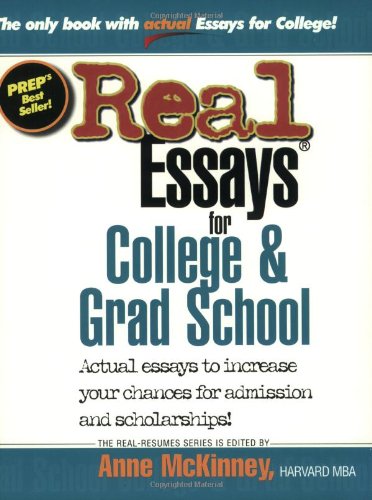 The only book with actual Essays for College!
PREP's
Best
Seller!
Real
Essays®
for
College &
Grad School
Actual essays to increase
your chances for admission
and scholarships!
THE REAL-RESUMES SERIES IS EDITED BY
Anne McKinney, HARVARD MBA